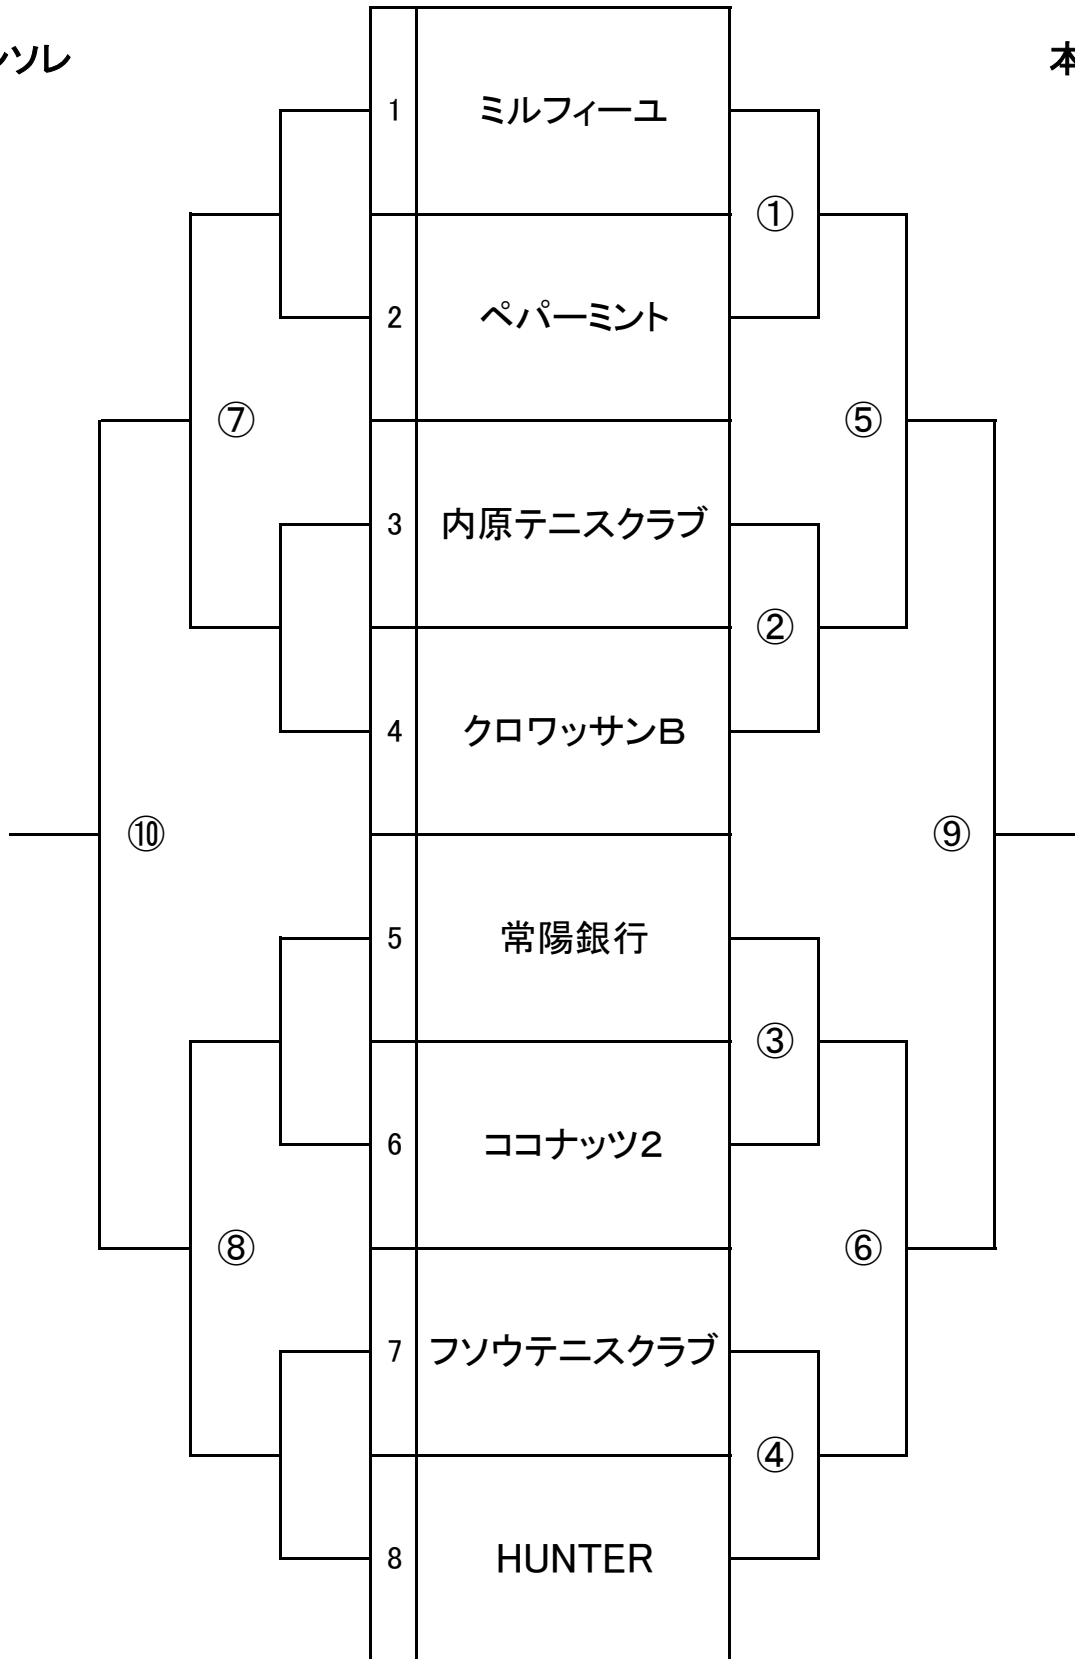 ンソレ
本
1 ミルフィーユ
①
2 ペパーミント
⑦
⑤
3 内原テニスクラブ
②
4 クロワッサンB
⑩
⑨
5 常陽銀行
③
6 ココナッツ2
⑧
⑥
7 フソウテニスクラブ
④
8 HUNTER